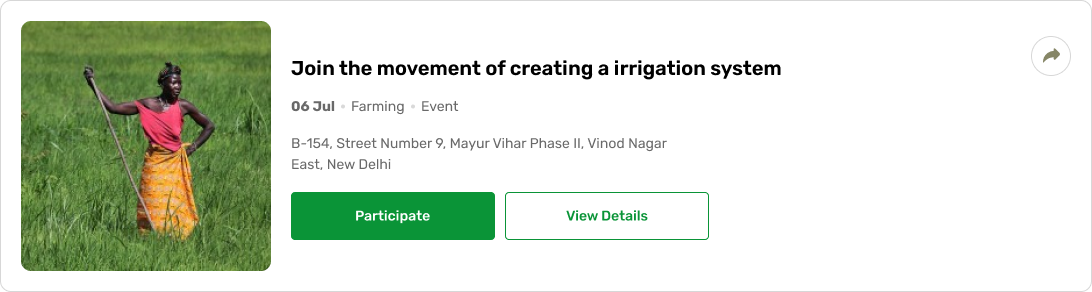 Join the movement of creating a irrigation system
06 Jul • Farming • Event
B-154, Street Number 9, Mayur Vihar Phase II, Vinod Nagar
East, New Delhi
Participate
View Details